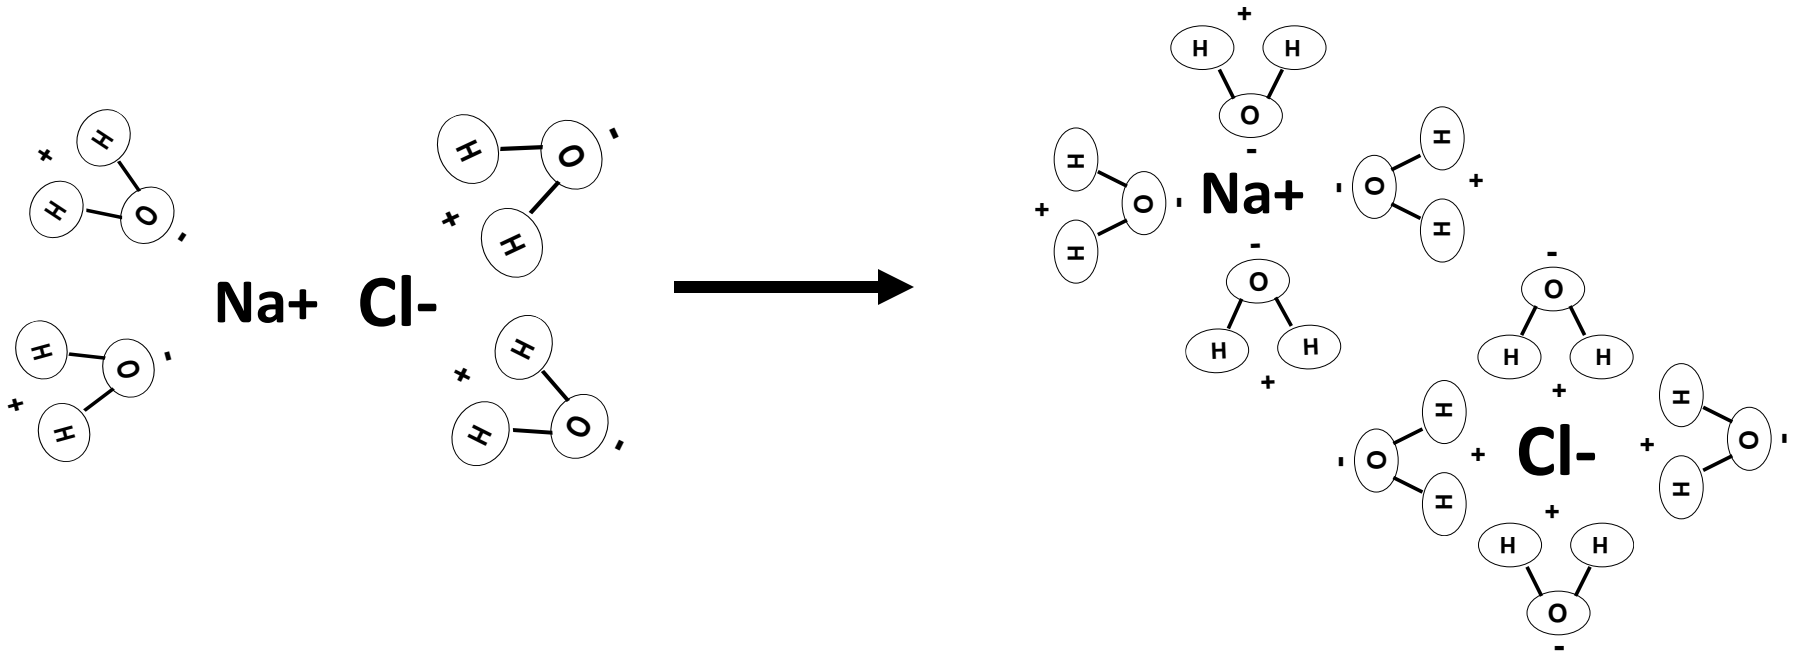 +
H
H
O
-
H
O
-
+
H
Na+ Cl-
H
O
-
+
H
+
H
H
O
-
+
H H
O
-
H
+
O
-
H
Na+
H
-
O
+
H
-
O
H H
+
-
O
H H
+
H
-
O
+
H
Cl-
H
+
O
-
H
+
H H
O
-